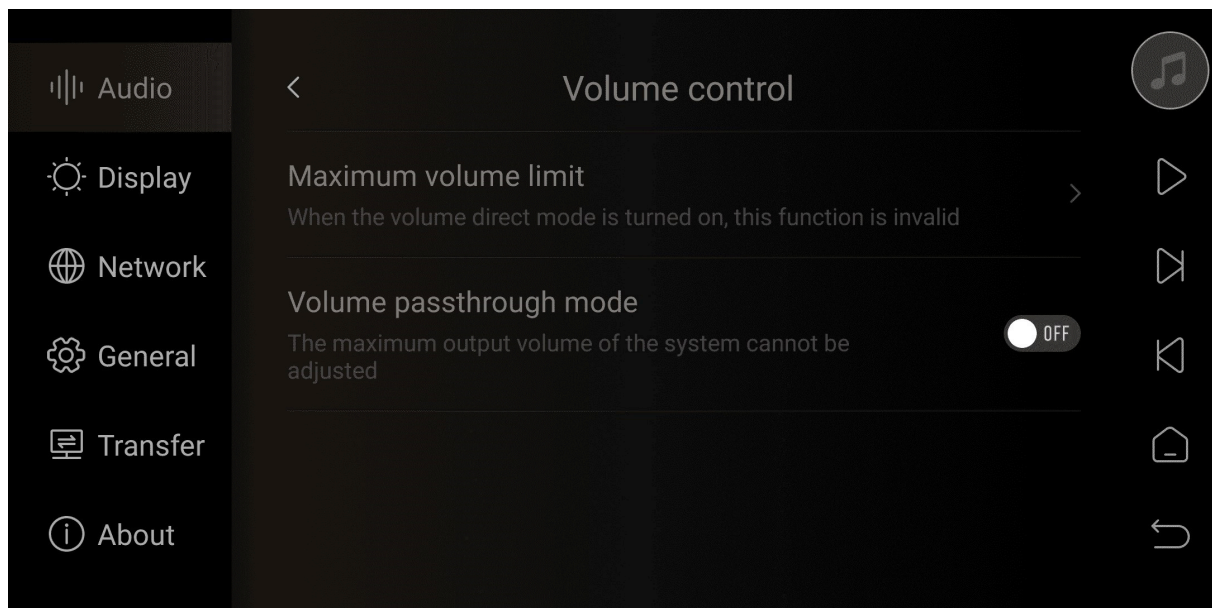 Audio
Display
Network
General
Transfer
About
Volume control
Maximum volume limit
When the volume direct mode is turned on, this function is invalid
Volume passthrough mode
The maximum output volume of the system cannot be
adjusted
OFF